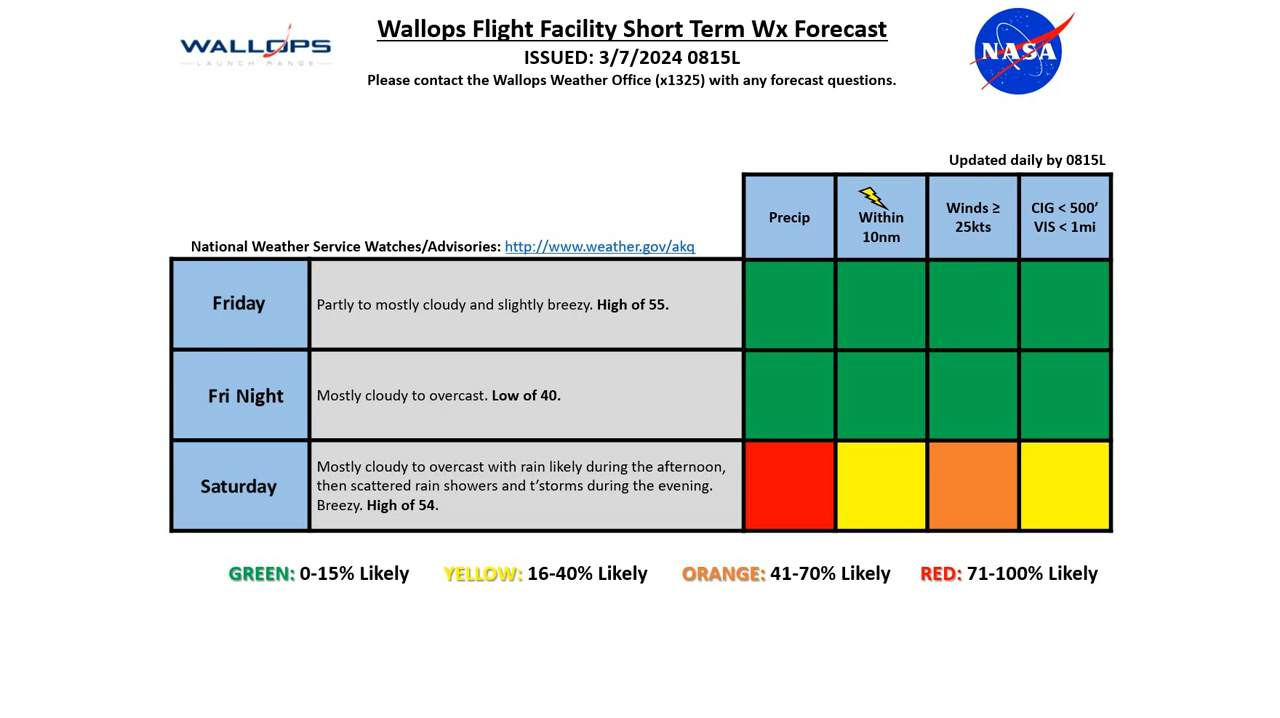 WALLOPS
LAUNCH RANGE
Wallops Flight Facility Short Term Wx Forecast
ISSUED: 3/7/2024 0815L
Please contact the Wallops Weather Office (x1325) with any forecast questions.
NASA
Updated daily by 0815L
National Weather Service Watches/Advisories: http://www.weather.gov/akq
Precip
Within
10nm
Winds ≥
25kts
CIG < 500’
VIS < 1mi
Friday
Partly to mostly cloudy and slightly breezy. High of 55.
Fri Night
Mostly cloudy to overcast. Low of 40.
Saturday
Mostly cloudy to overcast with rain likely during the afternoon,
then scattered rain showers and t’storms during the evening.
Breezy. High of 54.
GREEN: 0-15% Likely
YELLOW: 16-40% Likely
ORANGE: 41-70% Likely
RED: 71-100% Likely